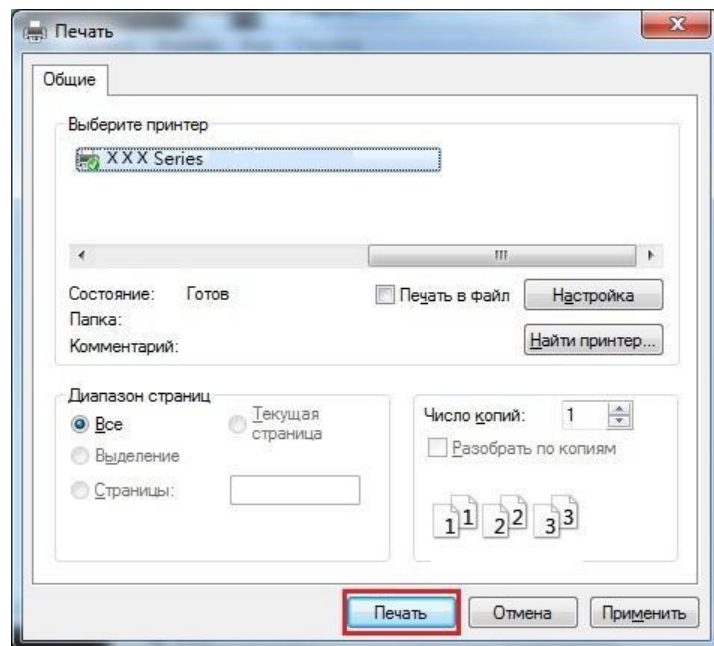 Печать
Общие
Выберите принтер
X X X Series
Состояние: Готов
Печать в файл
Настройка
Папка:
Комментарий:
Найти принтер...
Диапазон страниц
Все
Текущая
страница
Выделение
Страницы:
Число копий: 1
Разобрать по копиям
1 1 2 2 3 3
Печать
Отмена
Применить